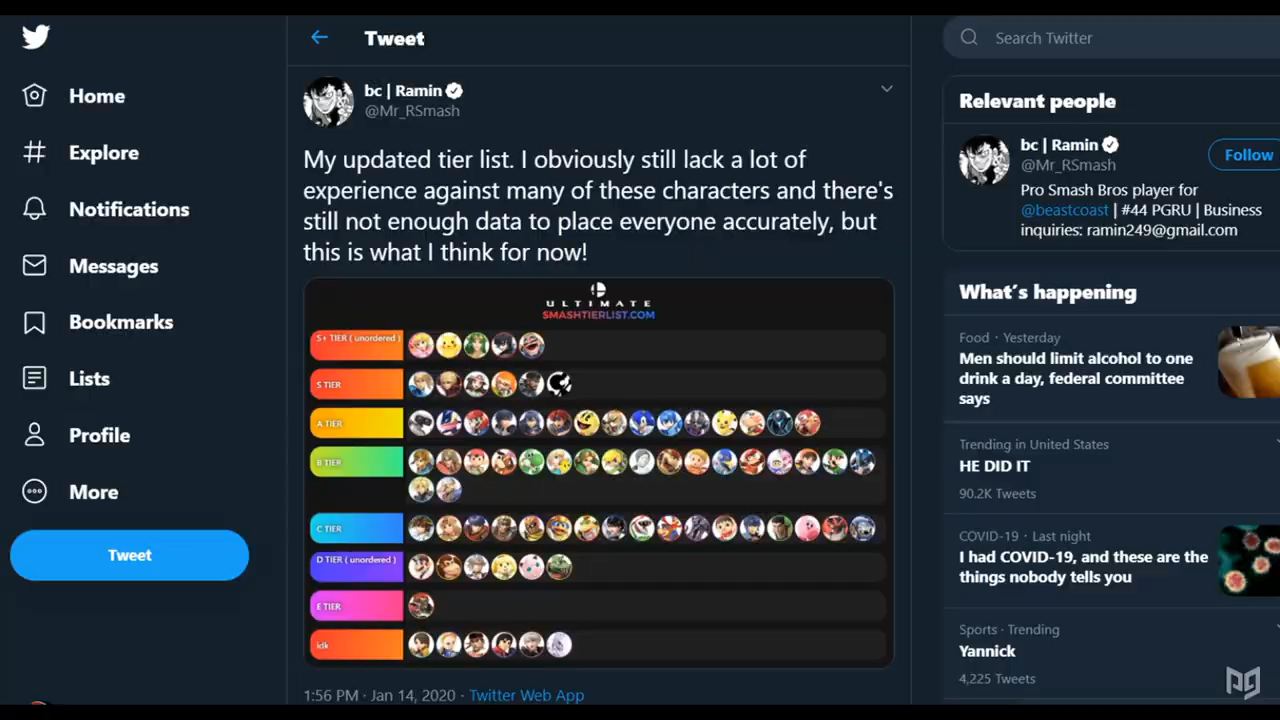 Home
Explore
Notifications
Messages
Bookmarks
Lists
Profile
More
Tweet
Tweet
bc | Ramin
@Mr_RSmash
My updated tier list. I obviously still lack a lot of
experience against many of these characters and there's
still not enough data to place everyone accurately, but
this is what I think for now!
ULTIMATE
SMASHTIERLIST.COM
S+ TIER ( unordered )
S TIER
A TIER
B TIER
C TIER
D TIER ( unordered )
E TIER
idk
1:56 PM · Jan 14, 2020 · Twitter Web App
Search Twitter
Relevant people
bc | Ramin
@Mr_RSmash
Follow
Pro Smash Bros player for
@beastcoast | #44 PGRU | Business
inquiries: ramin249@gmail.com
What's happening
Food · Yesterday
Men should limit alcohol to one
drink a day, federal committee
says
Trending in United States
HE DID IT
90.2K Tweets
COVID-19 · Last night
I had COVID-19, and these are the
things nobody tells you
Sports · Trending
Yannick
4,225 Tweets
PG